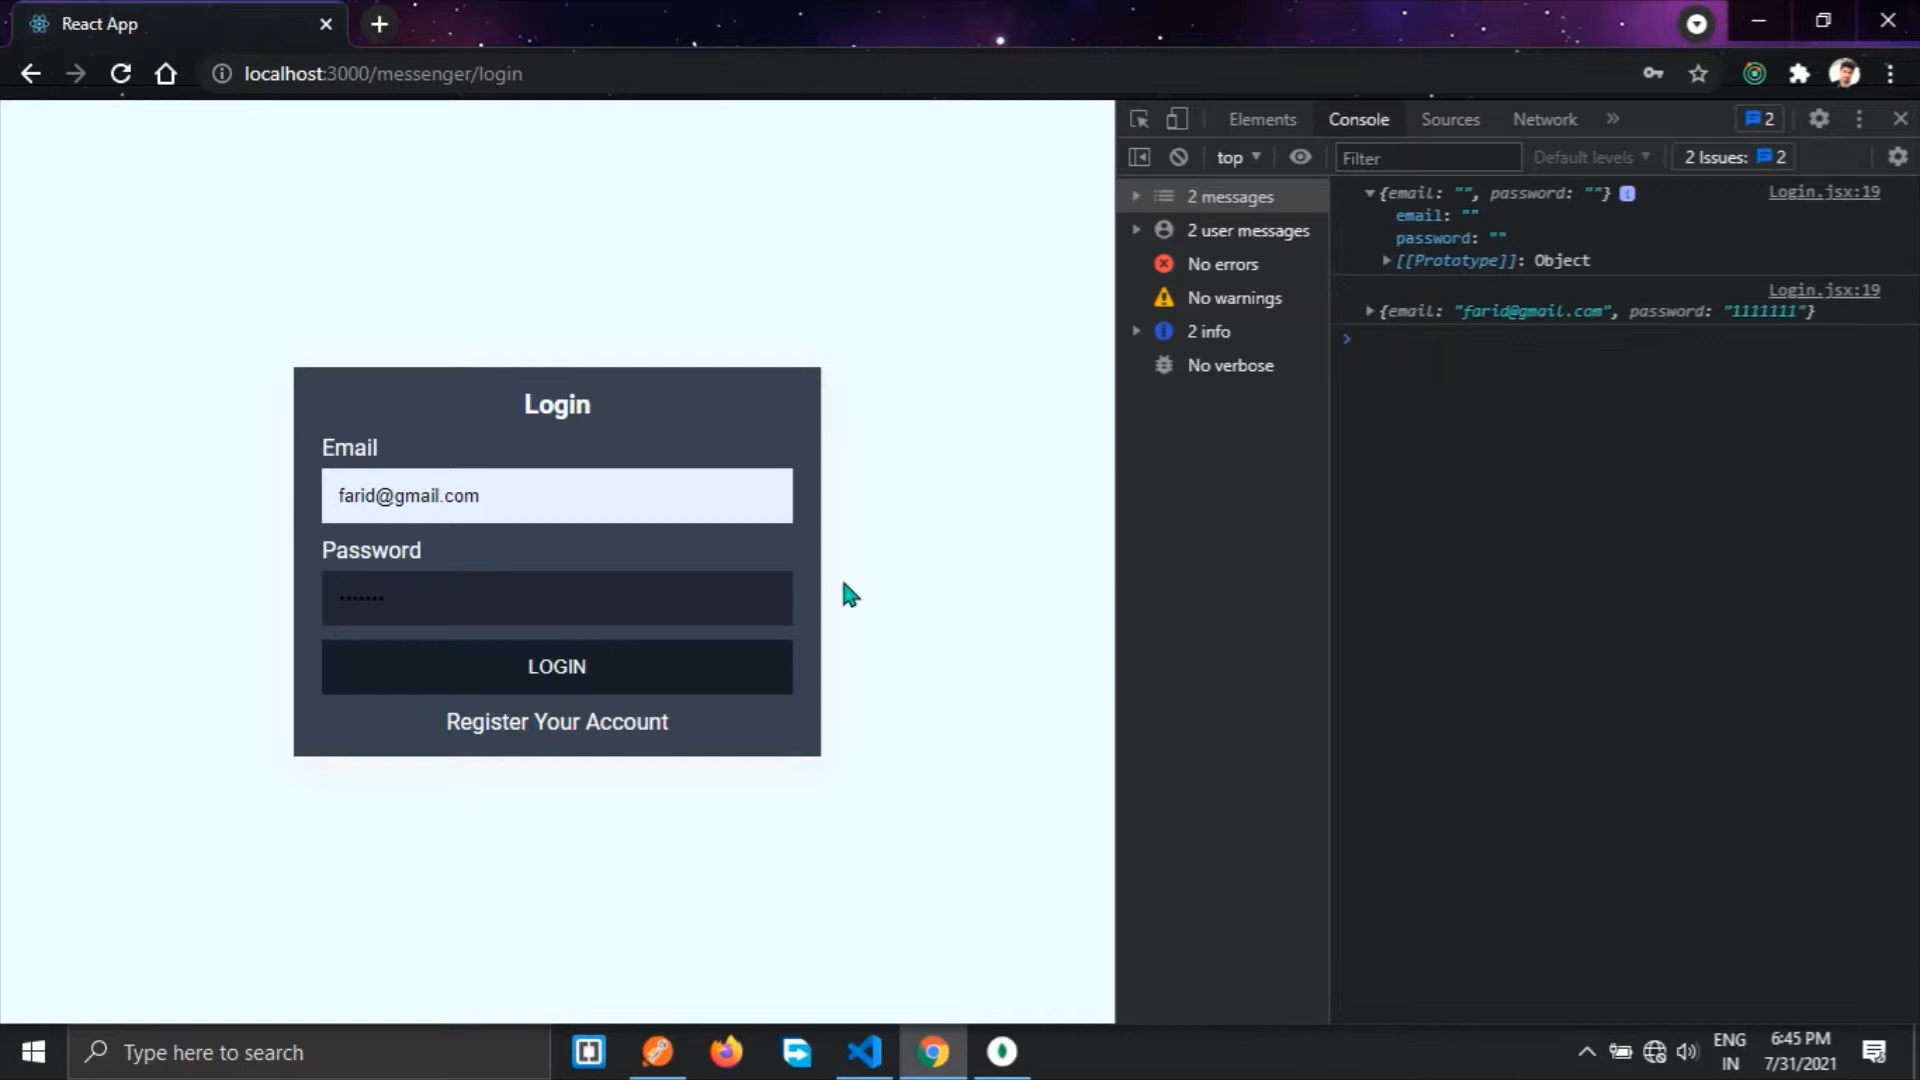 React App
localhost:3000/messenger/login
Elements Console Sources Network » 2
top Filter Default levels 2 Issues: 2
2 messages
2 user messages
No errors
No warnings
2 info
No verbose
{email: "", password: ""} Login.jsx:19
email: ""
password: ""
[[Prototype]]: Object
Login.jsx:19
{email: "farid@gmail.com", password: "1111111"}
Login
Email
farid@gmail.com
Password
•••••••
LOGIN
Register Your Account
Type here to search
ENG
IN
6:45 PM
7/31/2021